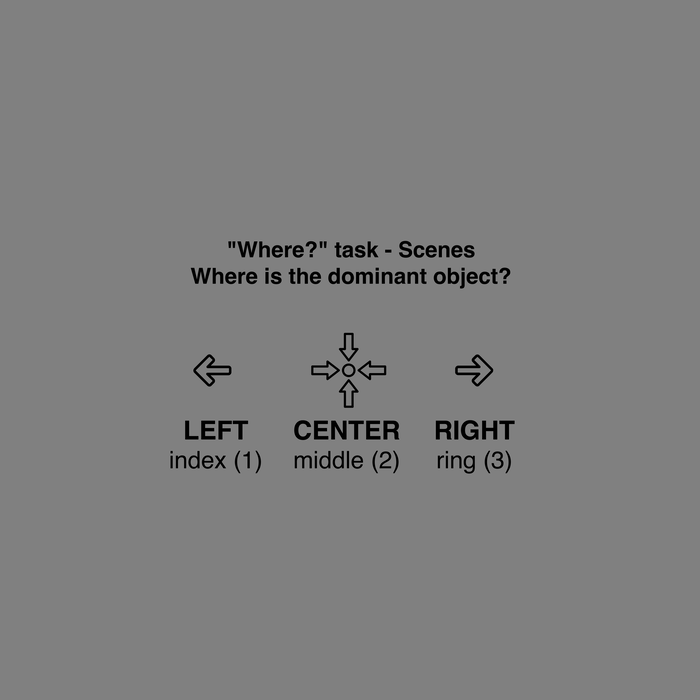 "Where?" task - Scenes
Where is the dominant object?
LEFT CENTER RIGHT
index (1) middle (2) ring (3)